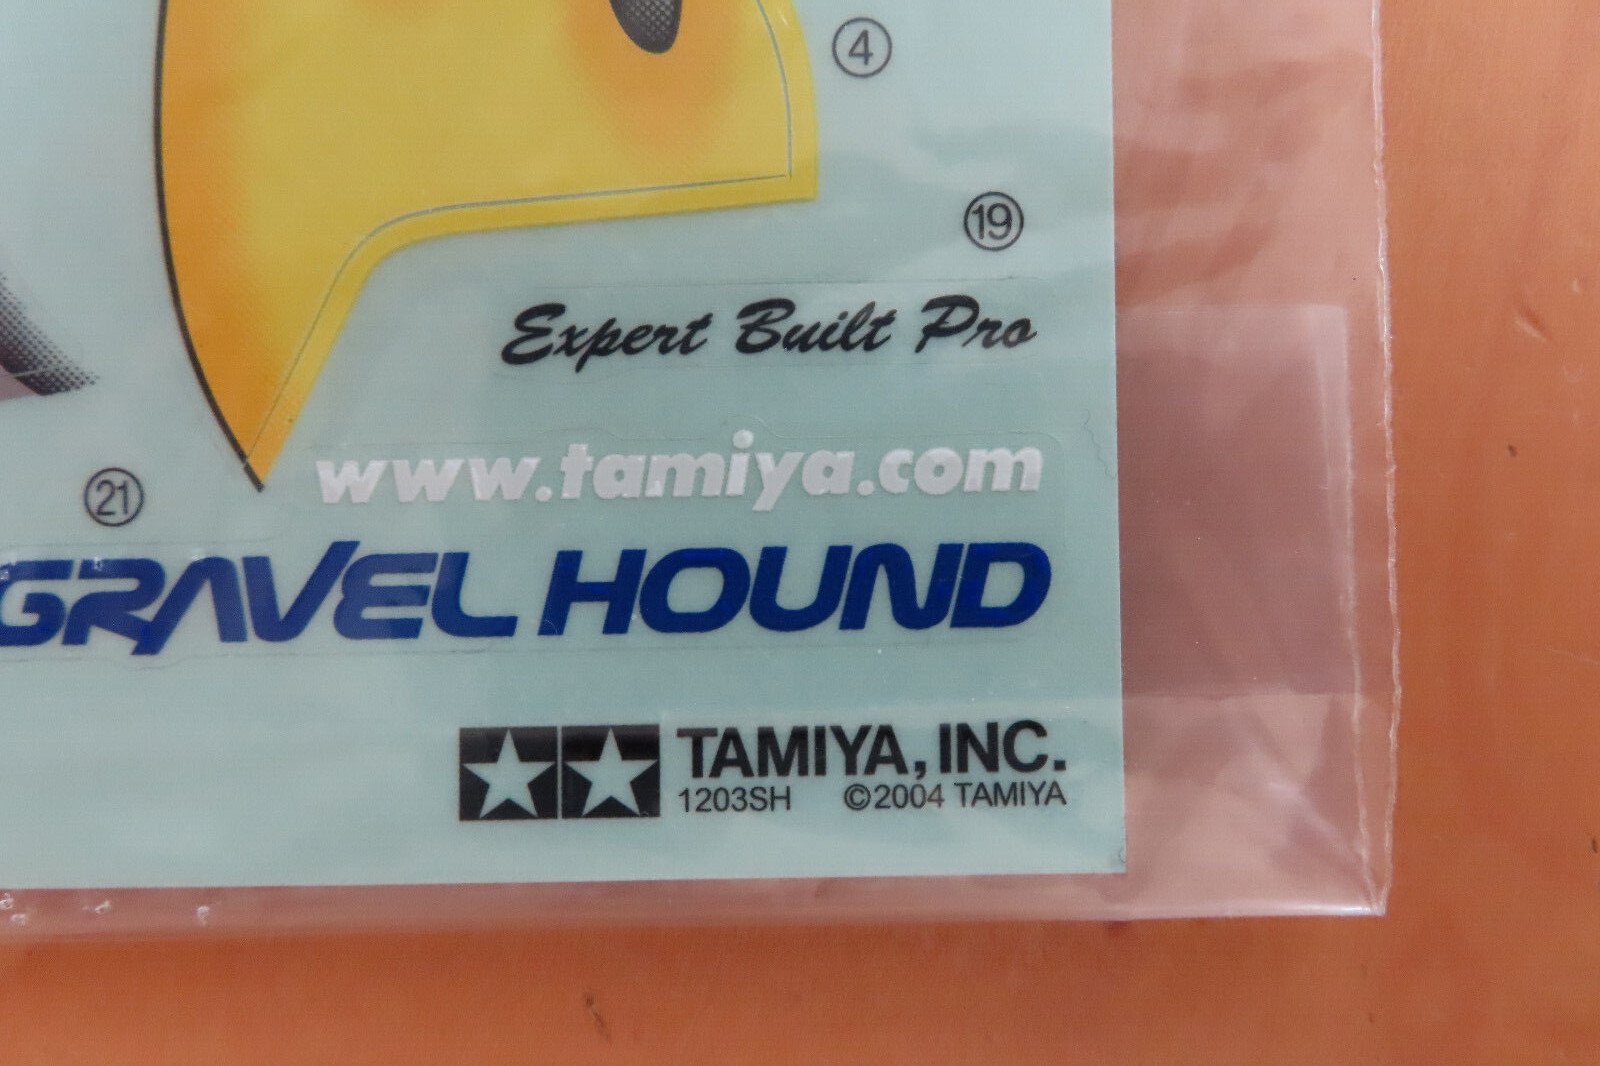 4
19
Expert Built Pro
www.tamiya.com
21
GRAVEL HOUND
TAMIYA, INC.
1203SH ©2004 TAMIYA